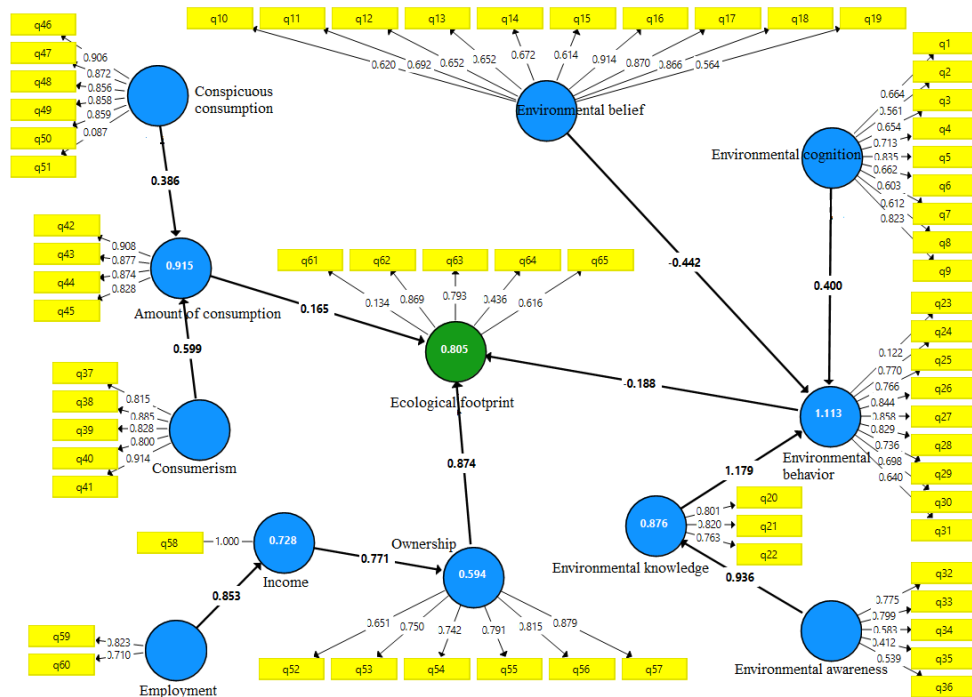 q46
q47
q48
q49
q50
q51
0.906
0.872
0.856
0.858
0.859
0.087
Conspicuous
consumption
0.386
q10
q11
q12
q13
q14
q15
q16
q17
q18
q19
0.620
0.692
0.652
0.652
0.672
0.614
0.914
0.870
0.866
0.564
Environmental belief
-0.442
q1
q2
q3
q4
q5
q6
q7
q8
q9
0.664
0.561
0.654
0.713
0.835
0.662
0.603
0.612
0.823
Environmental cognition
0.400
q42
q43
q44
q45
0.908
0.877
0.874
0.828
0.915
Amount of consumption
0.165
0.599
q61
q62
q63
q64
q65
0.134
0.869
0.793
0.436
0.616
0.805
Ecological footprint
-0.188
q23
q24
q25
q26
q27
q28
q29
q30
q31
0.122
0.770
0.766
0.844
0.858
0.829
0.736
0.698
0.640
1.113
Environmental
behavior
q37
q38
q39
q40
q41
0.815
0.885
0.828
0.800
0.914
Consumerism
0.874
1.179
q20
q21
q22
0.801
0.820
0.763
0.876
Environmental knowledge
0.936
q58
1.000
0.728
Income
0.771
Ownership
0.594
0.853
q59
q60
0.823
0.710
Employment
0.651
0.750
0.742
0.791
0.815
0.879
q52
q53
q54
q55
q56
q57
q32
q33
q34
q35
q36
0.775
0.799
0.583
0.412
0.539
Environmental awareness